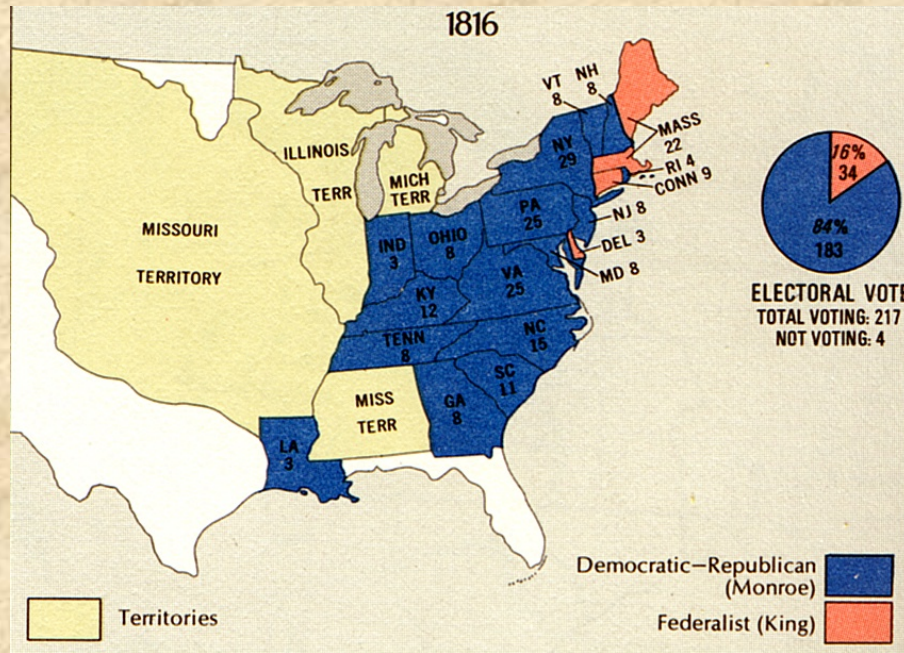 1816
VT
8
NH
8
MASS
22
RI 4
CONN 9
NY
29
ILLINOIS
TERR
MICH
TERR
16%
34
84%
183
PA
25
NJ 8
MISSOURI
TERRITORY
IND
3
OHIO
8
DEL 3
MD 8
VA
25
KY
12
ELECTORAL VOTE
TOTAL VOTING: 217
NOT VOTING: 4
NC
15
TENN
8
SC
11
MISS
TERR
GA
8
LA
3
Democratic–Republican
(Monroe)
Federalist (King)
Territories